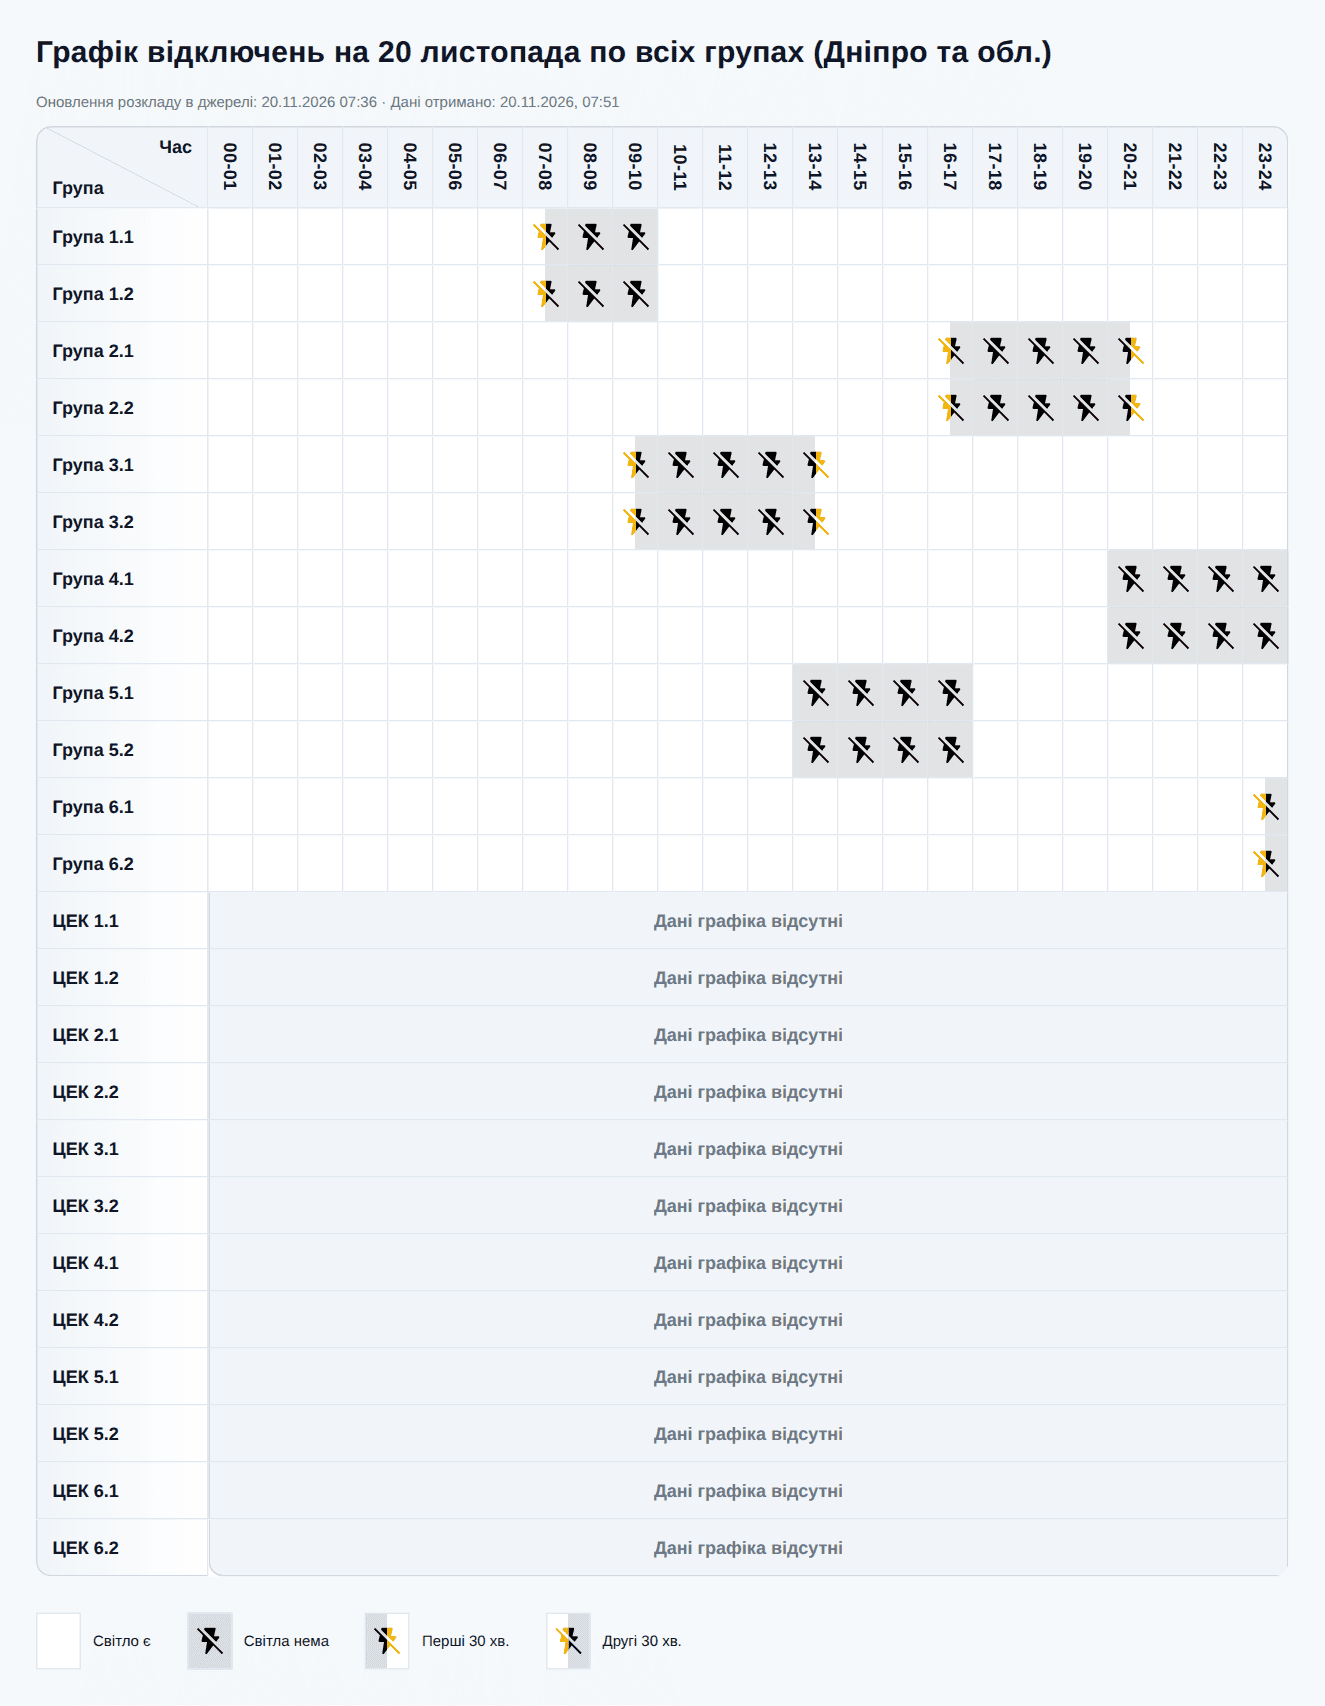 Графік відключень на 20 листопада по всіх групах (Дніпро та обл.)
Оновлення розкладу в джерелі: 20.11.2026 07:36 · Дані отримано: 20.11.2026, 07:51
Час
Група
00-01 01-02 02-03 03-04 04-05 05-06 06-07 07-08 08-09 09-10 10-11 11-12 12-13 13-14 14-15 15-16 16-17 17-18 18-19 19-20 20-21 21-22 22-23 23-24
Група 1.1
Група 1.2
Група 2.1
Група 2.2
Група 3.1
Група 3.2
Група 4.1
Група 4.2
Група 5.1
Група 5.2
Група 6.1
Група 6.2
ЦЕК 1.1 Дані графіка відсутні
ЦЕК 1.2 Дані графіка відсутні
ЦЕК 2.1 Дані графіка відсутні
ЦЕК 2.2 Дані графіка відсутні
ЦЕК 3.1 Дані графіка відсутні
ЦЕК 3.2 Дані графіка відсутні
ЦЕК 4.1 Дані графіка відсутні
ЦЕК 4.2 Дані графіка відсутні
ЦЕК 5.1 Дані графіка відсутні
ЦЕК 5.2 Дані графіка відсутні
ЦЕК 6.1 Дані графіка відсутні
ЦЕК 6.2 Дані графіка відсутні
Світло є Світла нема Перші 30 хв. Другі 30 хв.